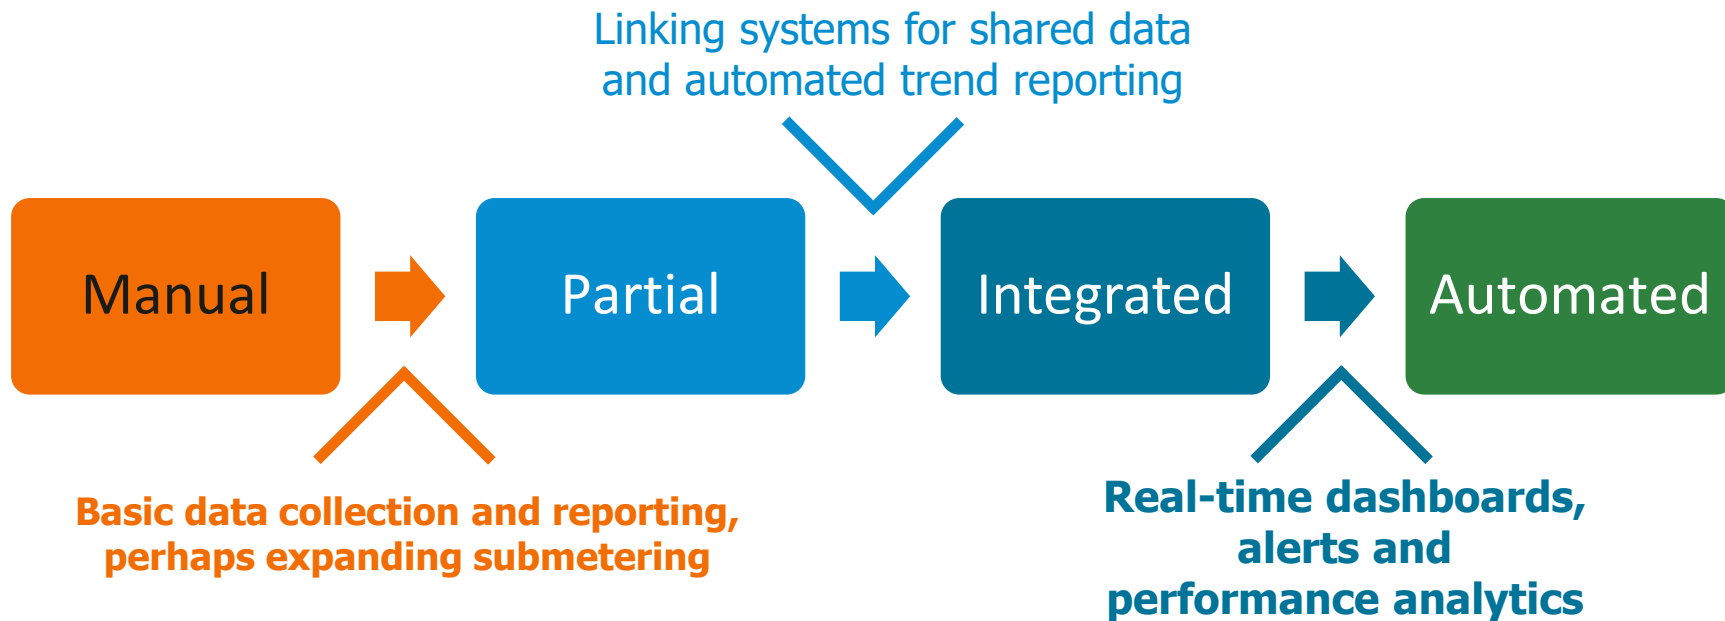 Linking systems for shared data
and automated trend reporting
Manual
Partial
Integrated
Automated
Basic data collection and reporting,
perhaps expanding submetering
Real-time dashboards,
alerts and
performance analytics